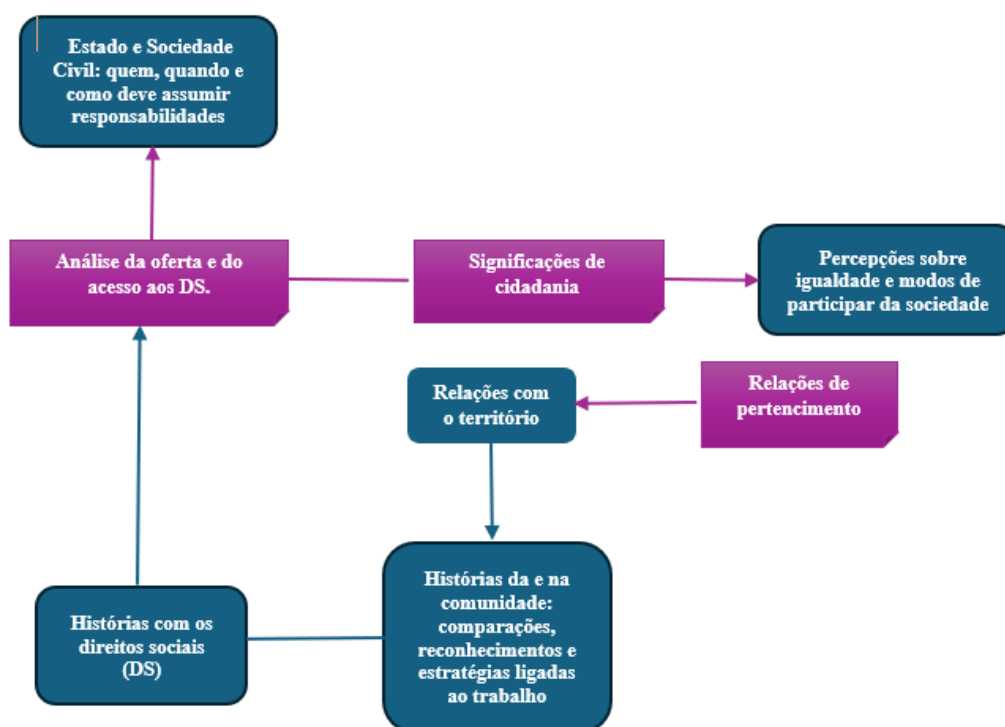 Estado e Sociedade
Civil: quem, quando e
como deve assumir
responsabilidades
Análise da oferta e do
acesso aos DS.
Significações de
cidadania
Percepções sobre
igualdade e modos de
participar da sociedade
Relações com
o território
Relações de
pertencimento
Histórias com os
direitos sociais
(DS)
Histórias da e na
comunidade:
comparações,
reconhecimentos e
estratégias ligadas
ao trabalho